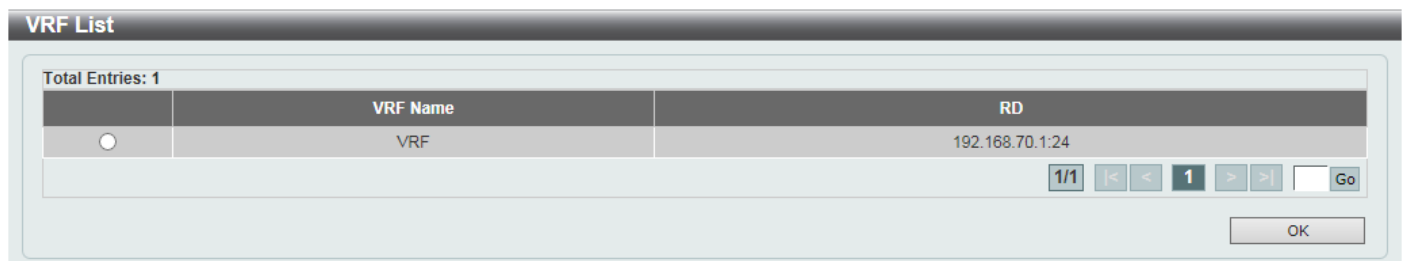 VRF List
Total Entries: 1
VRF Name RD
VRF 192.168.70.1:24
1/1 |< < 1 > >| Go
OK